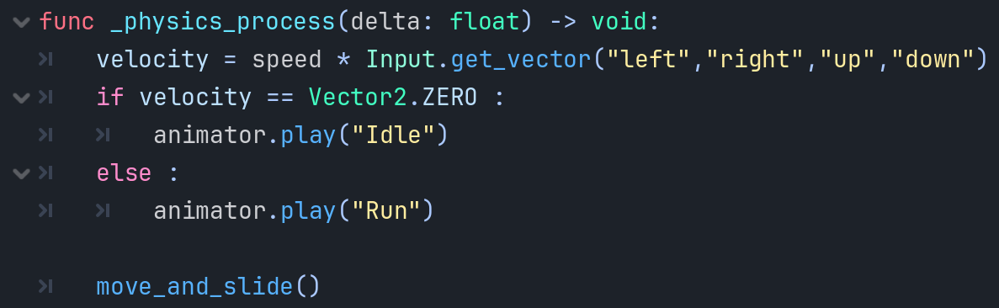 func _physics_process(delta: float) -> void:
	velocity = speed * Input.get_vector("left","right","up","down")
	if velocity == Vector2.ZERO :
		animator.play("Idle")
	else :
		animator.play("Run")

	move_and_slide()